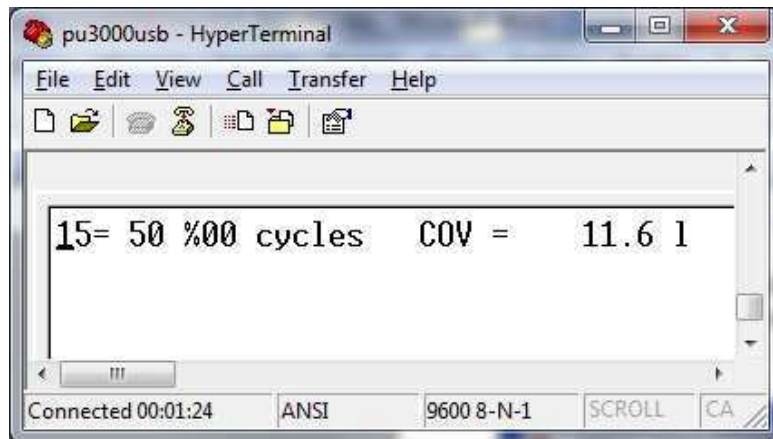 pu3000usb - HyperTerminal
File Edit View Call Transfer Help
15= 50 %00 cycles COV = 11.6 l
Connected 00:01:24 ANSI 9600 8-N-1 SCROLL CA